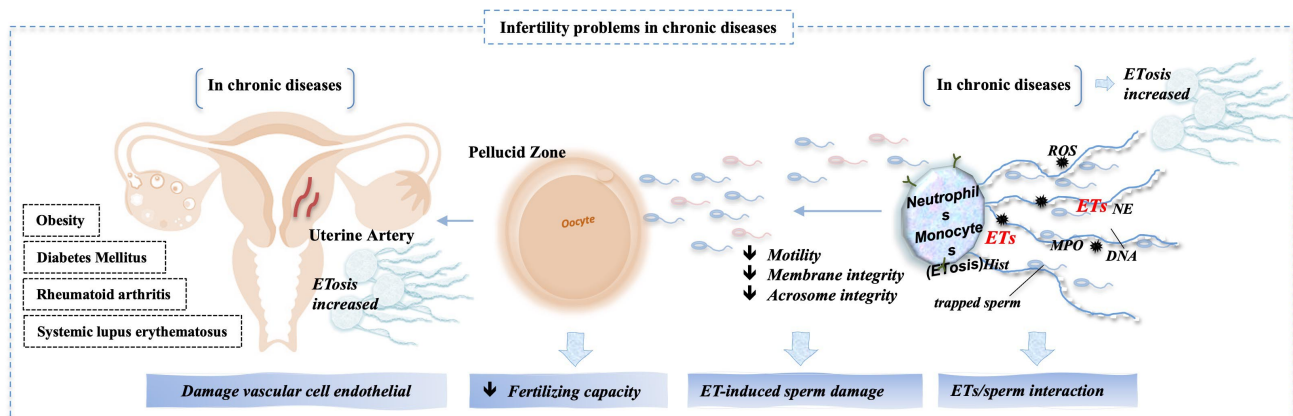 Infertility problems in chronic diseases
In chronic diseases
In chronic diseases
ETosis
increased
Pellucid Zone
ROS
Oocyte
Neutrophil
s
Monocyte
s
(ETosis)
ETs
NE
ETs
MPO
DNA
Hist
trapped sperm
Obesity
Diabetes Mellitus
Rheumatoid arthritis
Systemic lupus erythematosus
Uterine Artery
ETosis
increased
Motility
Membrane integrity
Acrosome integrity
Damage vascular cell endothelial
Fertilizing capacity
ET-induced sperm damage
ETs/sperm interaction